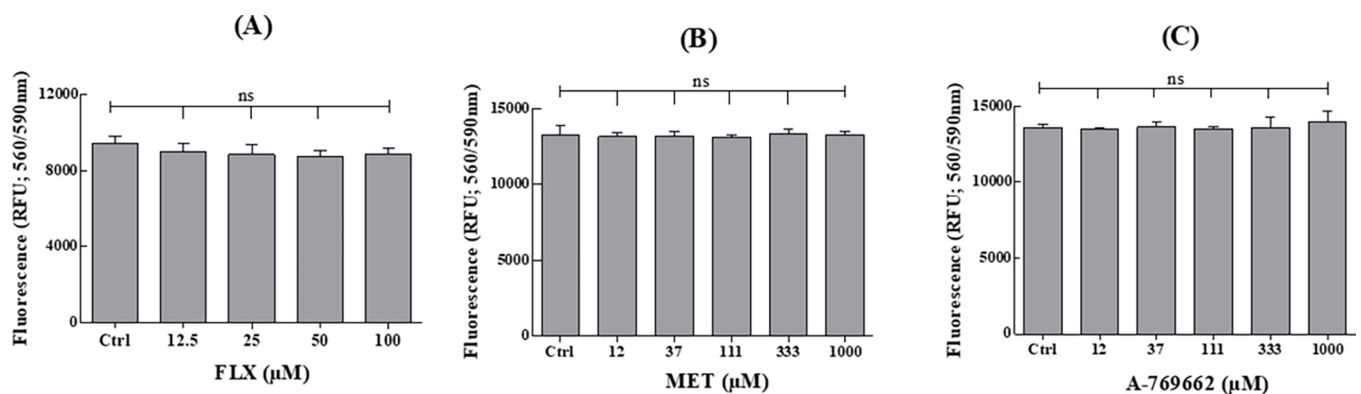 (A)
ns
12000
8000
4000
0
Fluorescence (RFU; 560/590nm)
Ctrl 12.5 25 50 100
FLX (µM)
(B)
ns
15000
10000
5000
0
Fluorescence (RFU; 560/590nm)
Ctrl 12 37 111 333 1000
MET (µM)
(C)
ns
15000
10000
5000
0
Fluorescence (RFU; 560/590nm)
Ctrl 12 37 111 333 1000
A-769662 (µM)